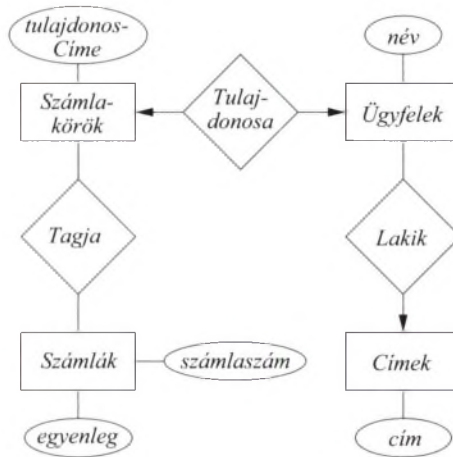 tulajdonos-
Címe
név
Számla-
körök
Tulaj-
donosa
Ügyfelek
Tagja
Lakik
Számlák
számlaszám
Címek
egyenleg
cím